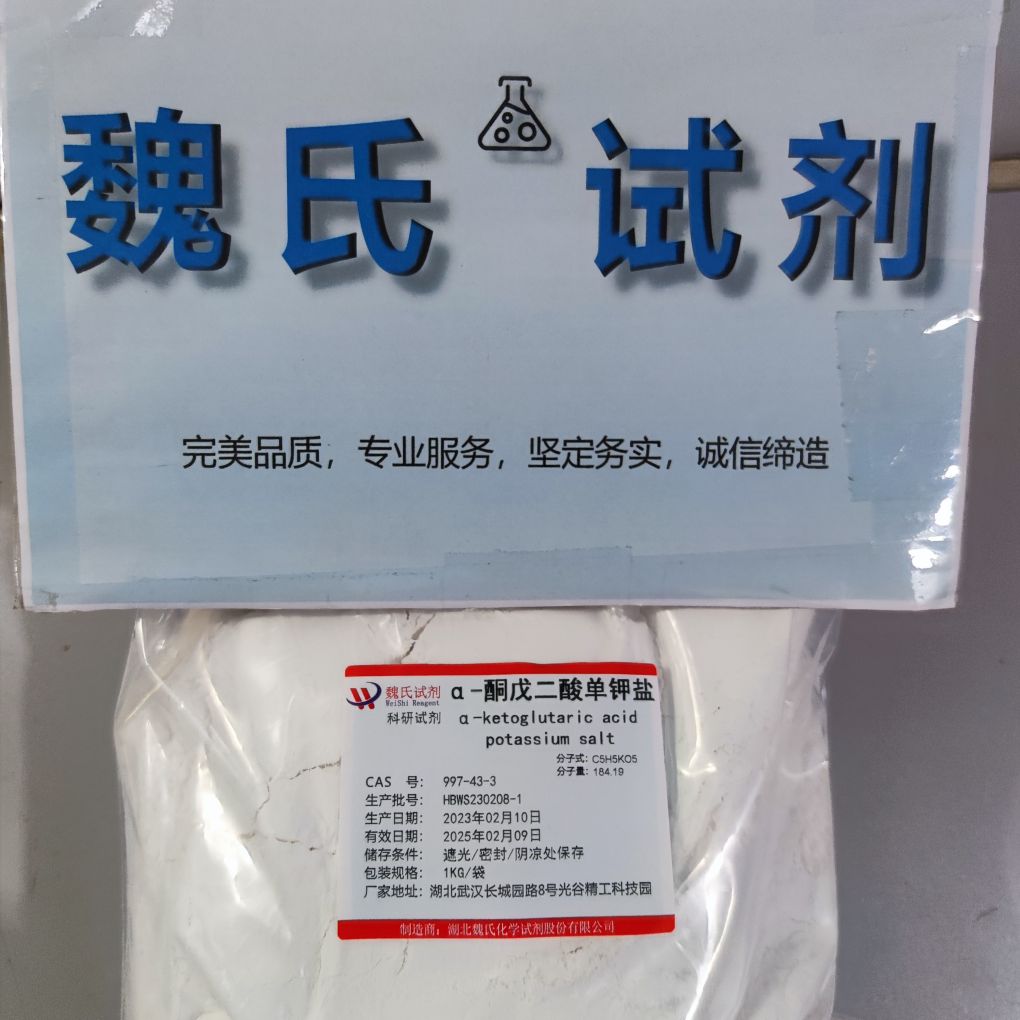 魏氏试剂
完美品质，专业服务，坚定务实，诚信缔造
魏氏试剂
WeiShi Reagent
科研试剂
α-酮戊二酸单钾盐
α-ketoglutaric acid
potassium salt
分子式：C5H5KO5
分子量：184.19
CAS 号： 997-43-3
生产批号： HBWS230208-1
生产日期： 2023年02月10日
有效日期： 2025年02月09日
储存条件： 遮光/密封/阴凉处保存
包装规格： 1KG/袋
厂家地址：湖北武汉长城园路8号光谷精工科技园
制造商：湖北魏氏化学试剂股份有限公司